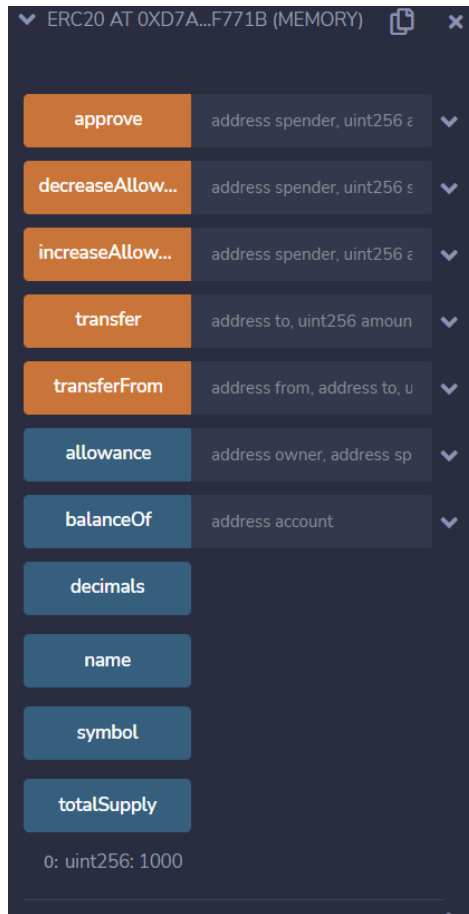 ERC20 AT 0XD7A...F771B (MEMORY)
approve address spender, uint256 a
decreaseAllow... address spender, uint256 s
increaseAllow... address spender, uint256 a
transfer address to, uint256 amoun
transferFrom address from, address to, u
allowance address owner, address sp
balanceOf address account
decimals
name
symbol
totalSupply
0: uint256: 1000